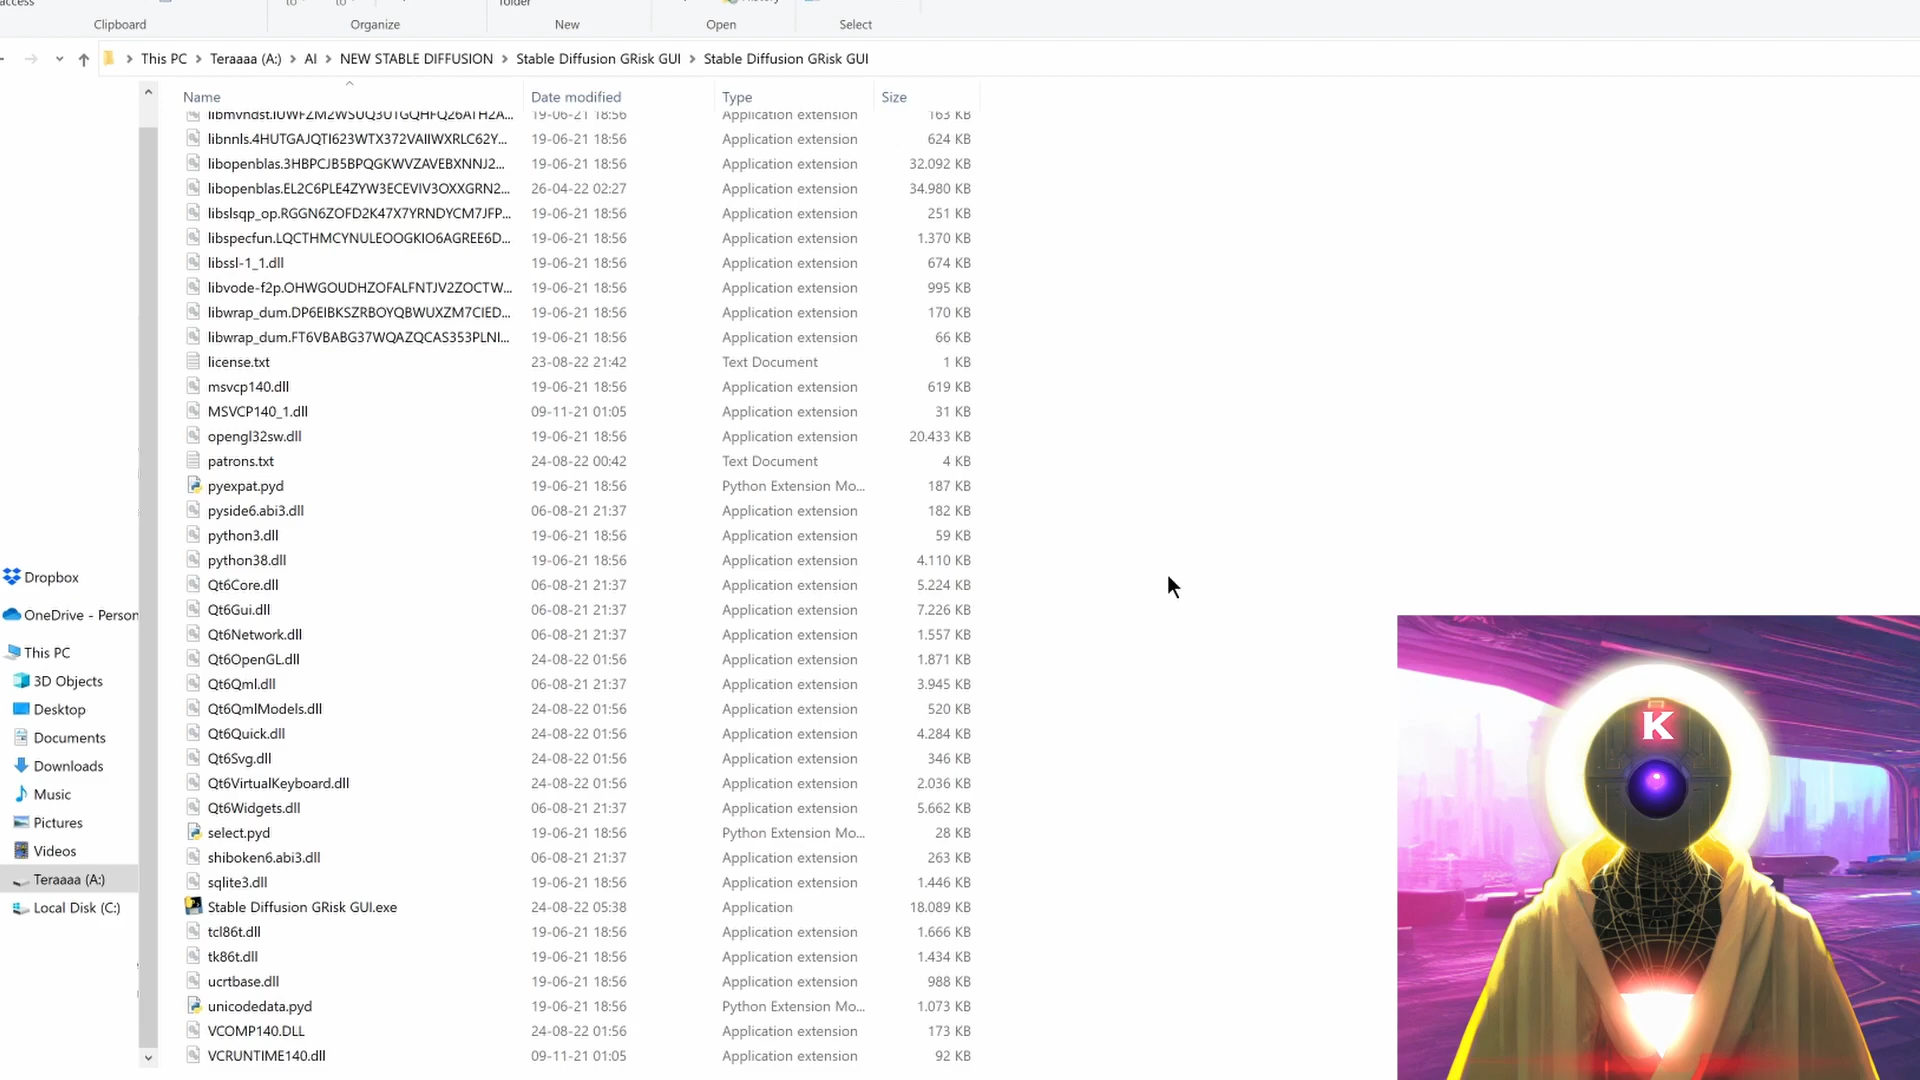 Clipboard Organize New Open Select
This PC Teraaaa (A:) AI NEW STABLE DIFFUSION Stable Diffusion GRisk GUI Stable Diffusion GRisk GUI
Name Date modified Type Size
19-06-21 18:56 Application extension 163 KB
libnnls.4HUTGAJQTI623WTX372VAIIWXRLC62Y... 19-06-21 18:56 Application extension 624 KB
libopenblas.3HBPCJB5BPQGKWVZAVEBXNNJ2... 19-06-21 18:56 Application extension 32.092 KB
libopenblas.EL2C6PLE4ZYW3ECEVIV3OXXGRN2... 26-04-22 02:27 Application extension 34.980 KB
libslsqp_op.RGGN6ZOFD2K47X7YRNDYCM7JFP... 19-06-21 18:56 Application extension 251 KB
libspecfun.LQCTHMCYNULEOOGKIO6AGREE6D... 19-06-21 18:56 Application extension 1.370 KB
libssl-1_1.dll 19-06-21 18:56 Application extension 674 KB
libvode-f2p.OHWGOUDHZOFALFNTJV2ZOCTW... 19-06-21 18:56 Application extension 995 KB
libwrap_dum.DP6EIBKSZRBOYQBWUXZM7CIED... 19-06-21 18:56 Application extension 170 KB
libwrap_dum.FT6VBABG37WQAZQCAS353PLNI... 19-06-21 18:56 Application extension 66 KB
license.txt 23-08-22 21:42 Text Document 1 KB
msvcp140.dll 19-06-21 18:56 Application extension 619 KB
MSVCP140_1.dll 09-11-21 01:05 Application extension 31 KB
opengl32sw.dll 19-06-21 18:56 Application extension 20.433 KB
patrons.txt 24-08-22 00:42 Text Document 4 KB
pyexpat.pyd 19-06-21 18:56 Python Extension Mo... 187 KB
pyside6.abi3.dll 06-08-21 21:37 Application extension 182 KB
python3.dll 19-06-21 18:56 Application extension 59 KB
python38.dll 19-06-21 18:56 Application extension 4.110 KB
Dropbox
Qt6Core.dll 06-08-21 21:37 Application extension 5.224 KB
OneDrive - Person
Qt6Gui.dll 06-08-21 21:37 Application extension 7.226 KB
Qt6Network.dll 06-08-21 21:37 Application extension 1.557 KB
This PC
Qt6OpenGL.dll 24-08-22 01:56 Application extension 1.871 KB
3D Objects
Qt6Qml.dll 06-08-21 21:37 Application extension 3.945 KB
Desktop
Qt6QmlModels.dll 24-08-22 01:56 Application extension 520 KB
Documents
Qt6Quick.dll 24-08-22 01:56 Application extension 4.284 KB
Downloads
Qt6Svg.dll 24-08-22 01:56 Application extension 346 KB
Music
Qt6VirtualKeyboard.dll 24-08-22 01:56 Application extension 2.036 KB
Pictures
Qt6Widgets.dll 06-08-21 21:37 Application extension 5.662 KB
select.pyd 19-06-21 18:56 Python Extension Mo... 28 KB
Videos
shiboken6.abi3.dll 06-08-21 21:37 Application extension 263 KB
Teraaaa (A:)
sqlite3.dll 19-06-21 18:56 Application extension 1.446 KB
Local Disk (C:)
Stable Diffusion GRisk GUI.exe 24-08-22 05:38 Application 18.089 KB
tcl86t.dll 19-06-21 18:56 Application extension 1.666 KB
tk86t.dll 19-06-21 18:56 Application extension 1.434 KB
ucrtbase.dll 19-06-21 18:56 Application extension 988 KB
unicodedata.pyd 19-06-21 18:56 Python Extension Mo... 1.073 KB
VCOMP140.DLL 24-08-22 01:56 Application extension 173 KB
VCRUNTIME140.dll 09-11-21 01:05 Application extension 92 KB
K